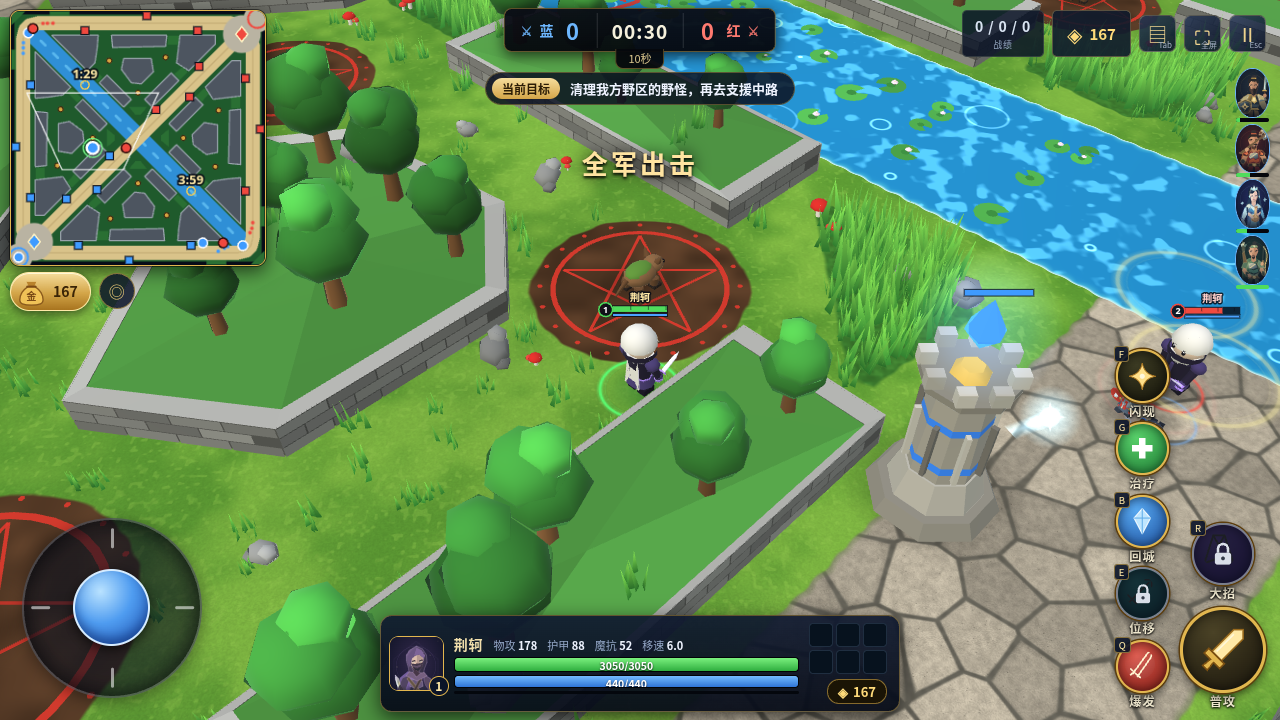 蓝 0 00:30 0 红
10秒
当前目标 清理我方野区的野怪，再去支援中路
全军出击
0 / 0 / 0
战绩
167
Tab
全屏
Esc
1:29
3:59
金 167
荆轲
1
荆轲
2
F
闪现
G
治疗
B
回城
R
大招
E
位移
Q
爆发
普攻
荆轲 物攻 178 护甲 88 魔抗 52 移速 6.0
3050/3050
440/440
1
167